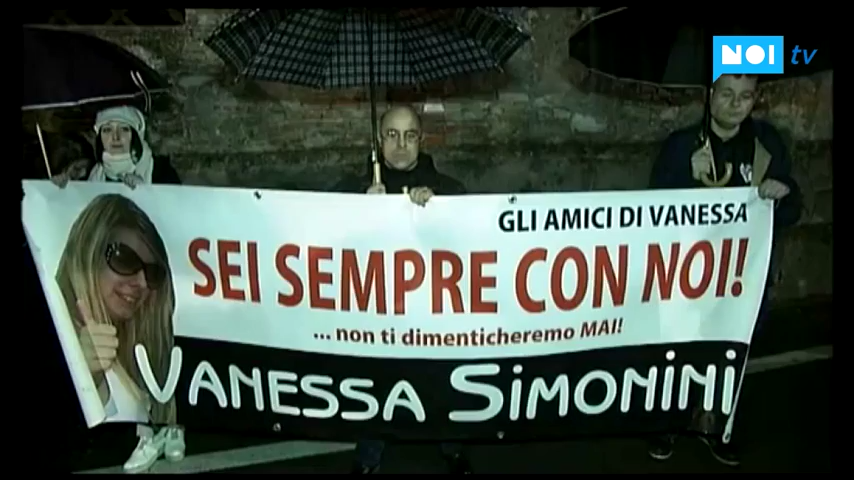 NOI tv
GLI AMICI DI VANESSA
SEI SEMPRE CON NOI!
... non ti dimenticheremo MAI!
VANESSA SIMONINI